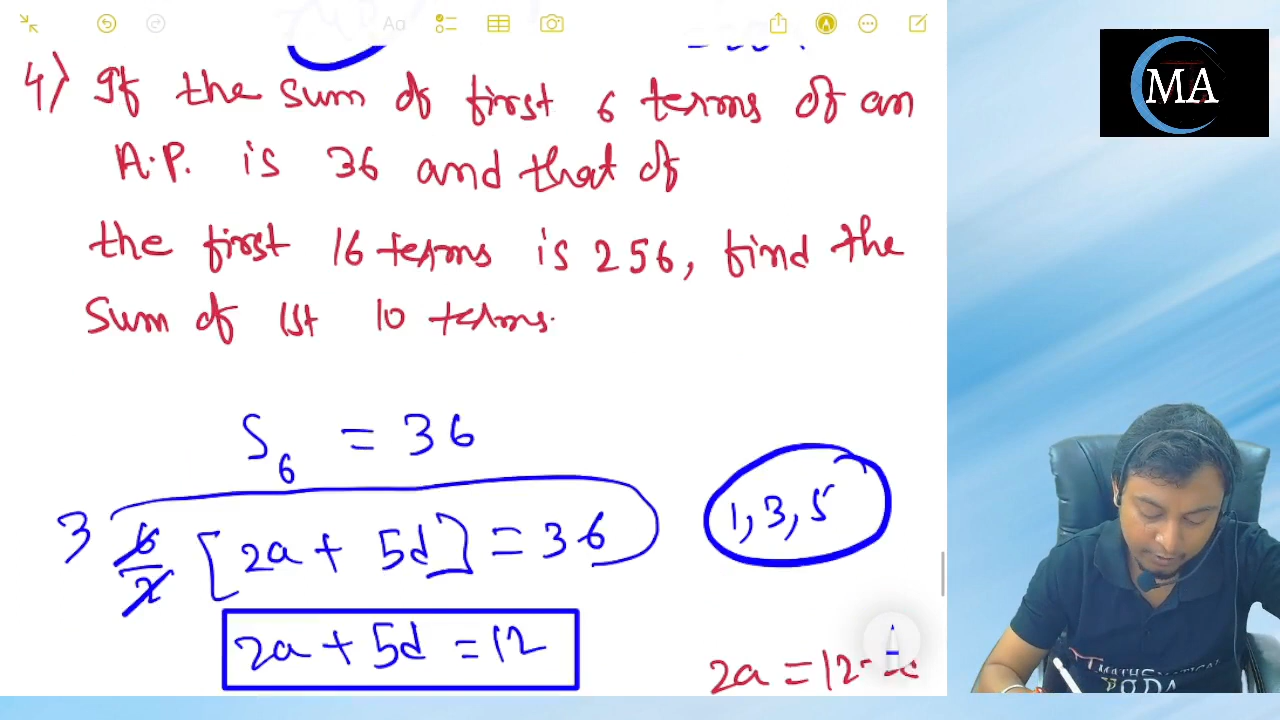 Aa
MA
4) If the sum of first 6 terms of an
A.P. is 36 and that of
the first 16 terms is 256, find the
sum of 1st 10 terms.
S6 = 36
3 6/2 [2a + 5d] = 36
1, 3, 5
2a + 5d = 12
2a = 12 -
MATHEMATICAL